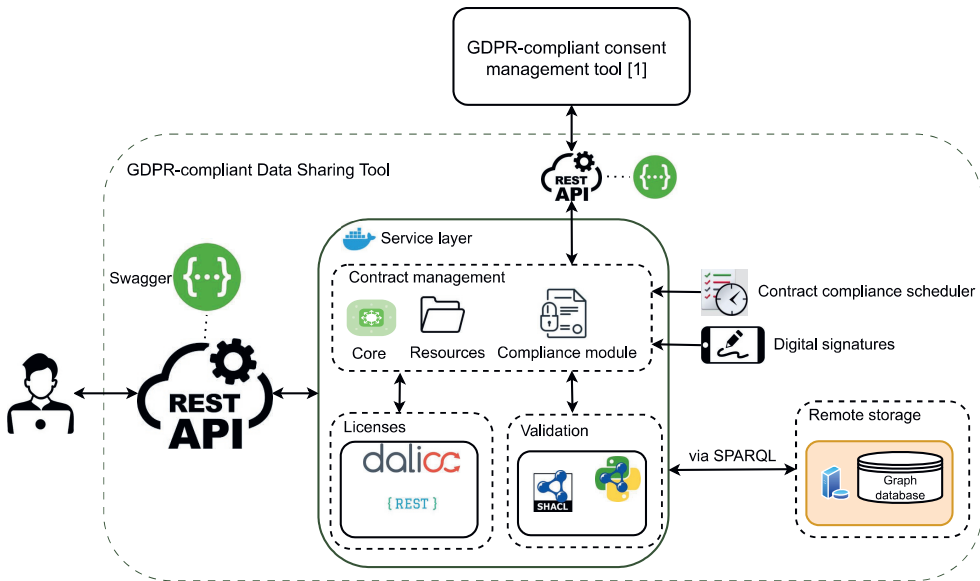 GDPR-compliant consent
management tool [1]
GDPR-compliant Data Sharing Tool
REST
API
{···}
Service layer
Swagger
{···}
Contract management
Contract compliance scheduler
Core
Resources
Compliance module
Digital signatures
REST
API
Licenses
Validation
Remote storage
dalicc
via SPARQL
Graph
database
{ REST }
SHACL